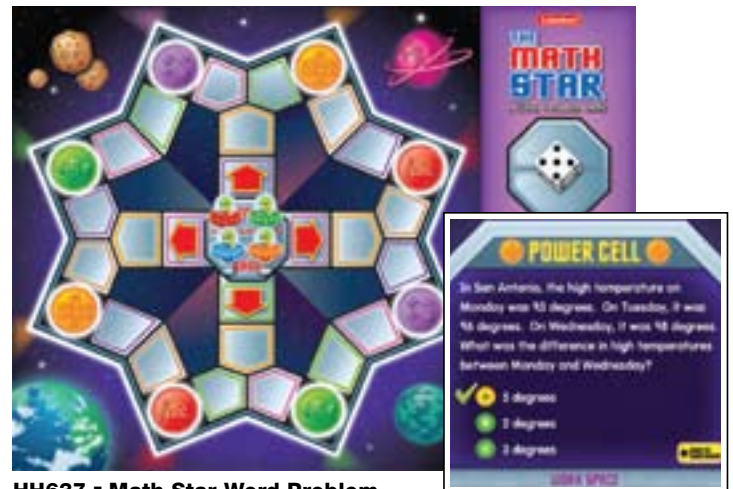 THE
MATH
STAR
POWER CELL
In San Antonio, the high temperature on
Monday was 93 degrees. On Tuesday, it was
96 degrees. On Wednesday, it was 98 degrees.
What was the difference in high temperatures
between Monday and Wednesday?
5 degrees
2 degrees
3 degrees
WORK SPACE
HH637 - Math Star Word Problem